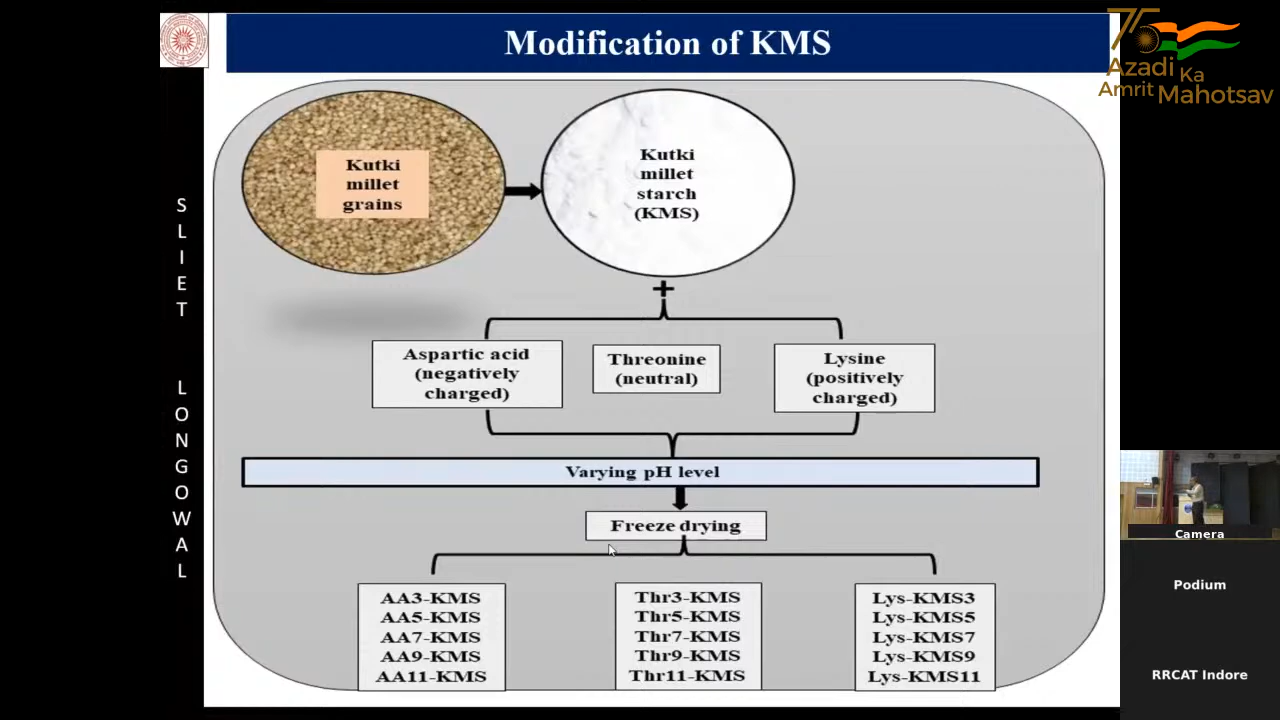 Modification of KMS
75
Azadi
Ka
Amrit
Mahotsav
SLIET
LONGOWAL
Kutki
millet
grains
Kutki
millet
starch
(KMS)
+
Aspartic acid
(negatively
charged)
Threonine
(neutral)
Lysine
(positively
charged)
Varying pH level
Freeze drying
AA3-KMS
AA5-KMS
AA7-KMS
AA9-KMS
AA11-KMS
Thr3-KMS
Thr5-KMS
Thr7-KMS
Thr9-KMS
Thr11-KMS
Lys-KMS3
Lys-KMS5
Lys-KMS7
Lys-KMS9
Lys-KMS11
Camera
Podium
RRCAT Indore